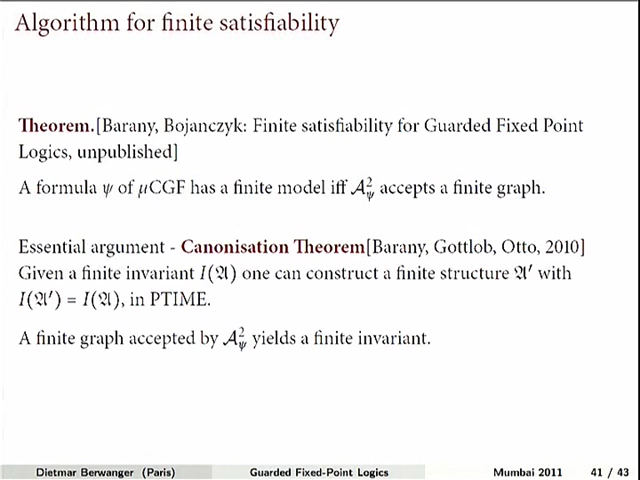 Algorithm for finite satisfiability
Theorem.[Barany, Bojanczyk: Finite satisfiability for Guarded Fixed Point
Logics, unpublished]
A formula ψ of μCGF has a finite model iff 𝒜²_ψ accepts a finite graph.
Essential argument - Canonisation Theorem[Barany, Gottlob, Otto, 2010]
Given a finite invariant I(𝔄) one can construct a finite structure 𝔄′ with
I(𝔄′) = I(𝔄), in PTIME.
A finite graph accepted by 𝒜²_ψ yields a finite invariant.
Dietmar Berwanger (Paris) Guarded Fixed-Point Logics Mumbai 2011 41 / 43